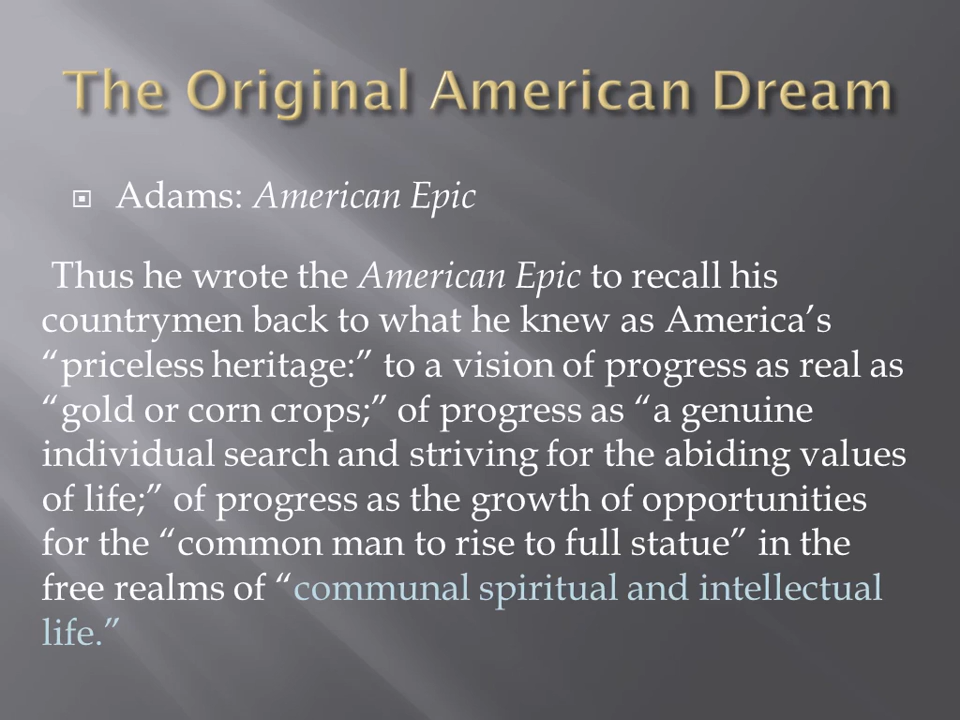 The Original American Dream
Adams: American Epic
Thus he wrote the American Epic to recall his
countrymen back to what he knew as America’s
“priceless heritage:” to a vision of progress as real as
“gold or corn crops;” of progress as “a genuine
individual search and striving for the abiding values
of life;” of progress as the growth of opportunities
for the “common man to rise to full statue” in the
free realms of “communal spiritual and intellectual
life.”